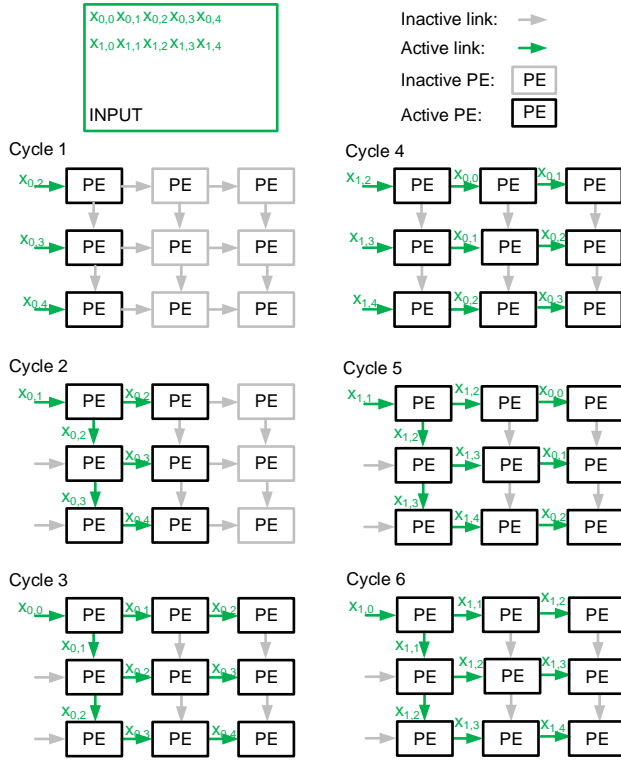 x0,0 x0,1 x0,2 x0,3 x0,4
x1,0 x1,1 x1,2 x1,3 x1,4
INPUT
Inactive link:
Active link:
Inactive PE: PE
Active PE: PE
Cycle 1
x0,2 PE PE PE
x0,3 PE PE PE
x0,4 PE PE PE
Cycle 2
x0,1 PE x0,2 PE PE
x0,2
PE x0,3 PE PE
x0,3
PE x0,4 PE PE
Cycle 3
x0,0 PE x0,1 PE x0,2 PE
x0,1
PE x0,2 PE x0,3 PE
x0,2
PE x0,3 PE x0,4 PE
Cycle 4
x1,2 PE x0,0 PE x0,1 PE
x1,3 PE x0,1 PE x0,2 PE
x1,4 PE x0,2 PE x0,3 PE
Cycle 5
x1,1 PE x1,2 PE x0,0 PE
x1,2
PE x1,3 PE x0,1 PE
x1,3
PE x1,4 PE x0,2 PE
Cycle 6
x1,0 PE x1,1 PE x1,2 PE
x1,1
PE x1,2 PE x1,3 PE
x1,2
PE x1,3 PE x1,4 PE